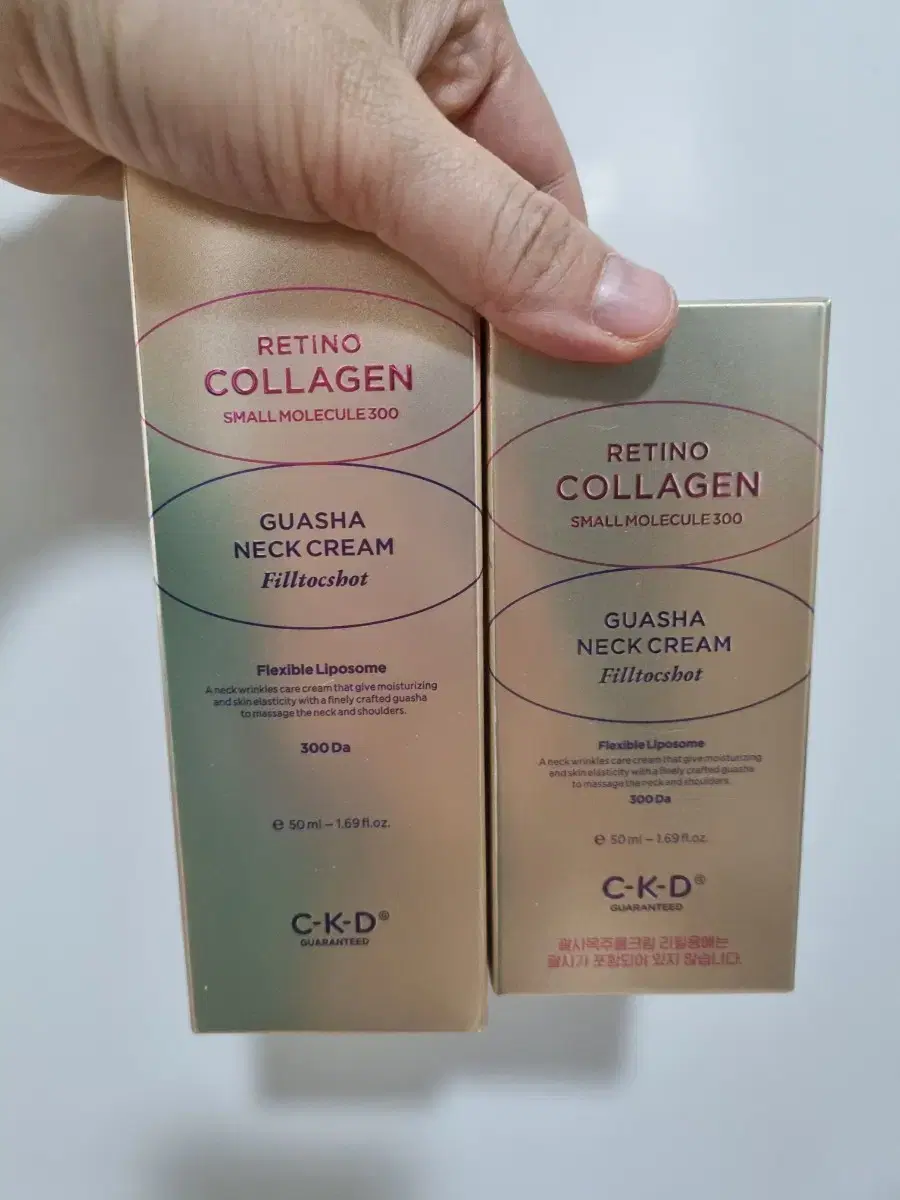 RETINO
COLLAGEN
SMALL MOLECULE 300
GUASHA
NECK CREAM
Filltocshot
Flexible Liposome
A neck wrinkles care cream that give moisturizing
and skin elasticity with a finely crafted guasha
to massage the neck and shoulders.
300 Da
℮ 50 ml – 1.69 fl.oz.
C-K-D®
GUARANTEED
RETINO
COLLAGEN
SMALL MOLECULE 300
GUASHA
NECK CREAM
Filltocshot
Flexible Liposome
A neck wrinkles care cream that give moisturizing
and skin elasticity with a finely crafted guasha
to massage the neck and shoulders.
300 Da
℮ 50 ml – 1.69 fl.oz.
C-K-D®
GUARANTEED
괄사목주름크림 리필용에는
괄사가 포함되어 있지 않습니다.